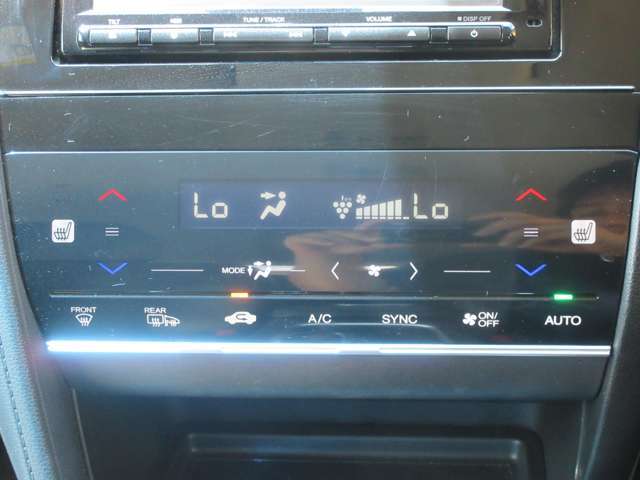 TILT TUNE / TRACK VOLUME DISP OFF
Lo Lo
MODE
FRONT REAR A/C SYNC ON/OFF AUTO